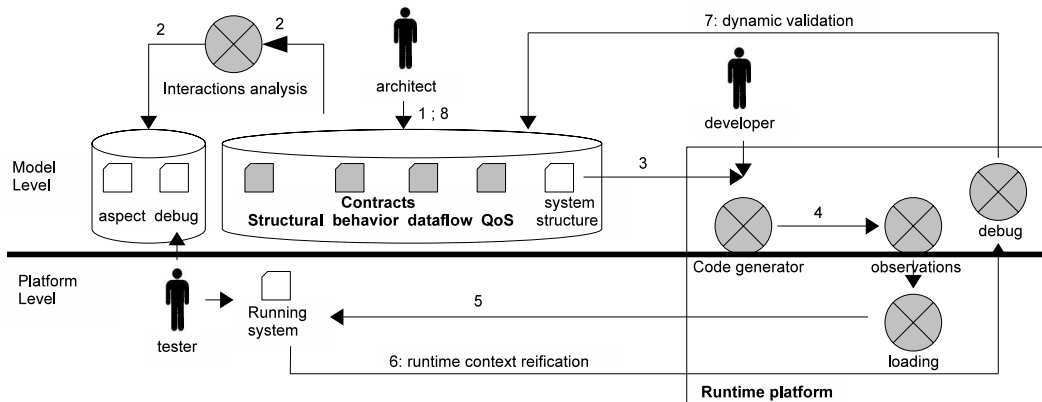 2
2
7: dynamic validation
Interactions analysis
architect
1 ; 8
developer
Model
Level
3
aspect debug
Contracts
Structural behavior dataflow QoS
system
structure
4
debug
Code generator
observations
Platform
Level
tester
Running
system
5
loading
6: runtime context reification
Runtime platform